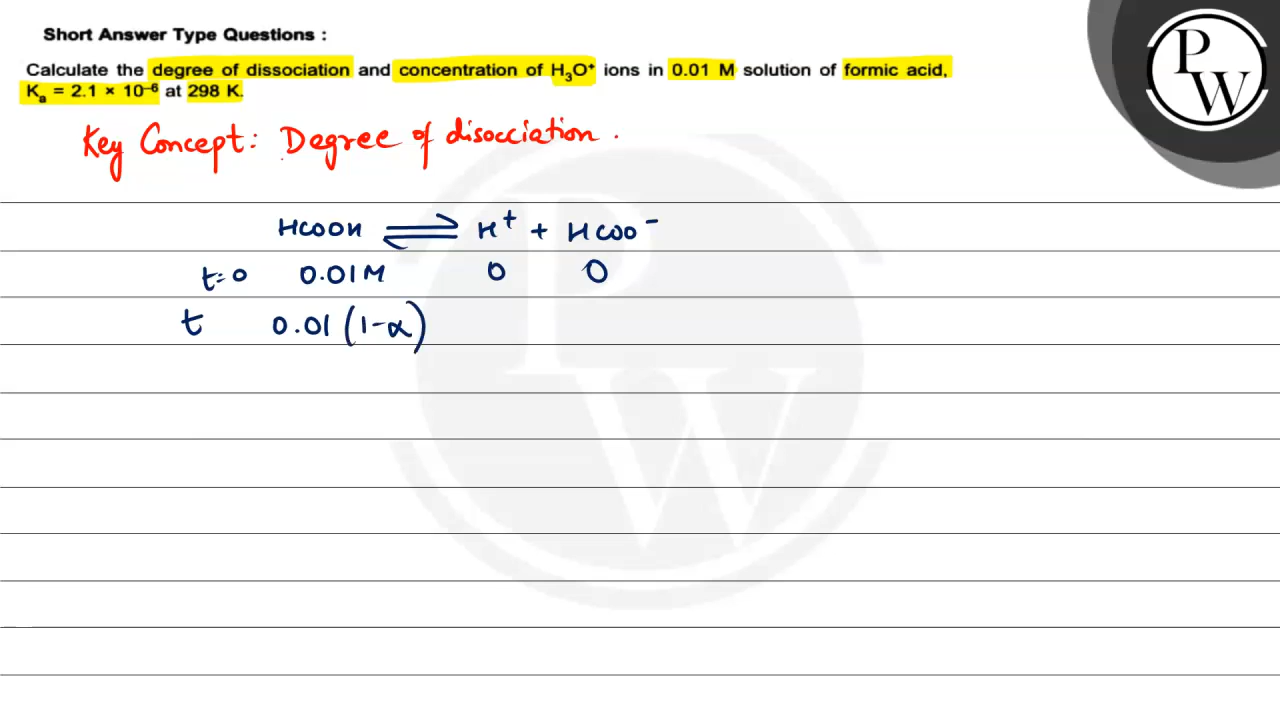 Short Answer Type Questions :
Calculate the degree of dissociation and concentration of H₃O⁺ ions in 0.01 M solution of formic acid,
Kₐ = 2.1 × 10⁻⁶ at 298 K.
Key Concept: Degree of disocciation .
HCOOH ⇌ H⁺ + HCOO⁻
t=0 0.01M 0 0
t 0.01 (1-α)
P
W
P
W